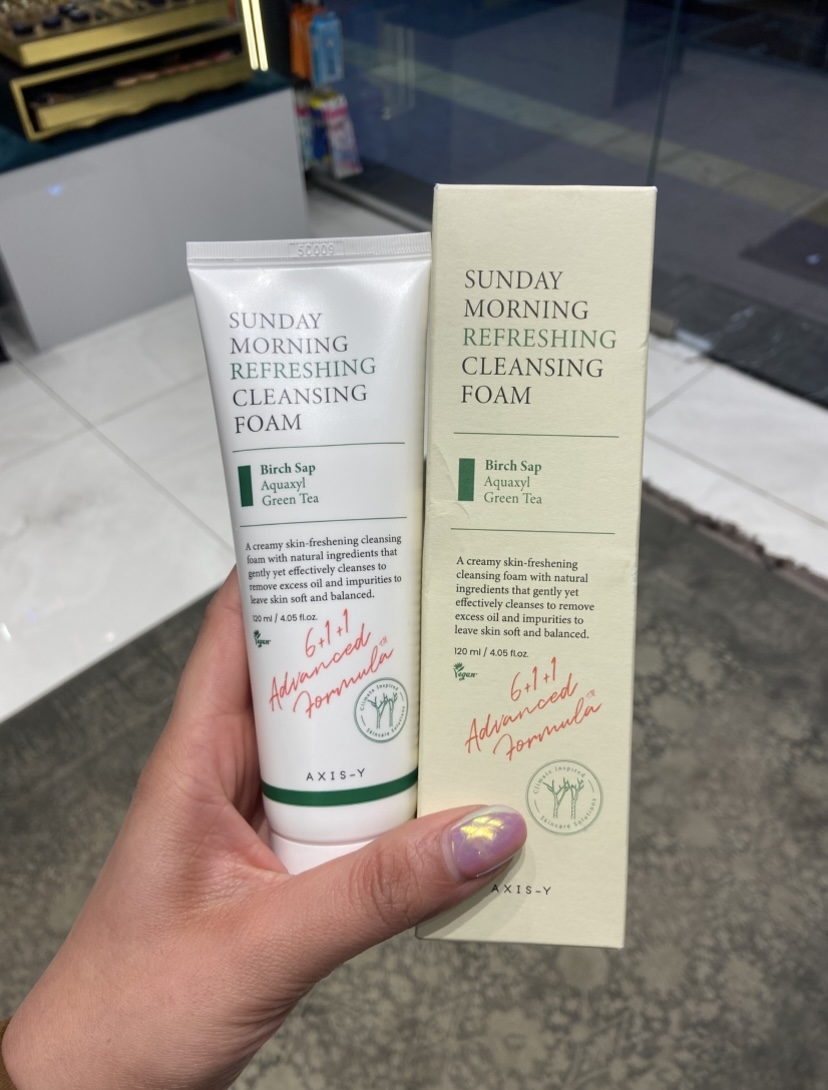 5C009
SUNDAY
MORNING
REFRESHING
CLEANSING
FOAM
Birch Sap
Aquaxyl
Green Tea
A creamy skin-freshening cleansing
foam with natural ingredients that
gently yet effectively cleanses to
remove excess oil and impurities to
leave skin soft and balanced.
120 ml / 4.05 fl.oz.
Vegan
6+1+1
Advanced
Formula™
Climate Inspired
Skincare Solutions
AXIS-Y
SUNDAY
MORNING
REFRESHING
CLEANSING
FOAM
Birch Sap
Aquaxyl
Green Tea
A creamy skin-freshening
cleansing foam with natural
ingredients that gently yet
effectively cleanses to remove
excess oil and impurities to
leave skin soft and balanced.
120 ml / 4.05 fl.oz.
Vegan
6+1+1
Advanced
Formula™
Climate Inspired
Skincare Solutions
AXIS-Y